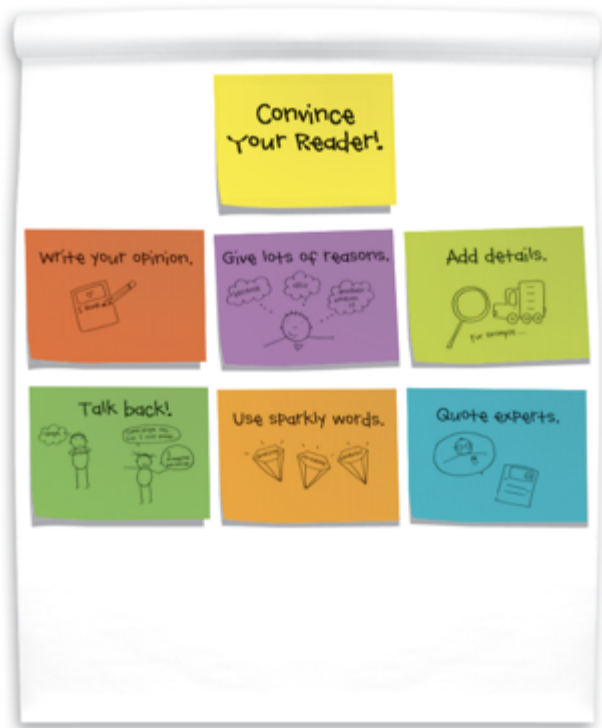 Convince
Your Reader!
Write your opinion.
Give lots of reasons.
Add details.
For example...
Talk back!
Use sparkly words.
Quote experts.